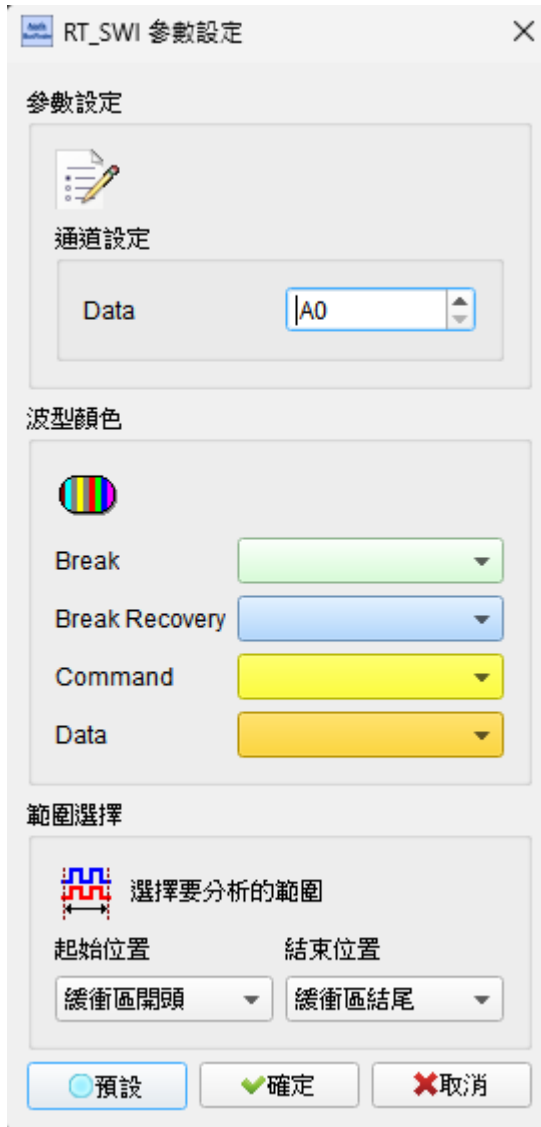 RT_SWI 參數設定
參數設定
通道設定
Data A0
波型顏色
Break
Break Recovery
Command
Data
範圍選擇
選擇要分析的範圍
起始位置 結束位置
緩衝區開頭 緩衝區結尾
預設 確定 取消